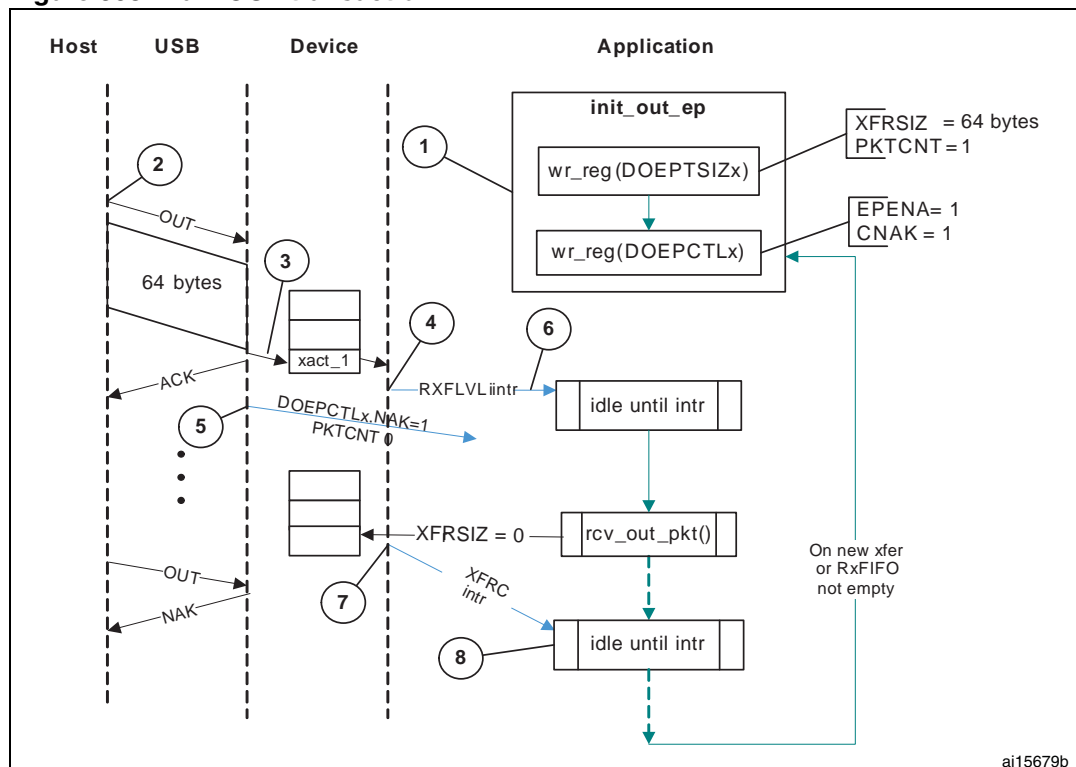 Host
USB
Device
Application
init_out_ep
1
wr_reg(DOEPTSIZx)
XFRSIZ = 64 bytes
PKTCNT = 1
wr_reg(DOEPCTLx)
EPENA= 1
CNAK = 1
2
OUT
64 bytes
3
xact_1
ACK
4
RXFLVL iintr
6
idle until intr
5
DOEPCTLx.NAK=1
PKTCNT 0
XFRSIZ = 0
rcv_out_pkt()
On new xfer
or RxFIFO
not empty
OUT
NAK
7
XFRC
intr
8
idle until intr
ai15679b